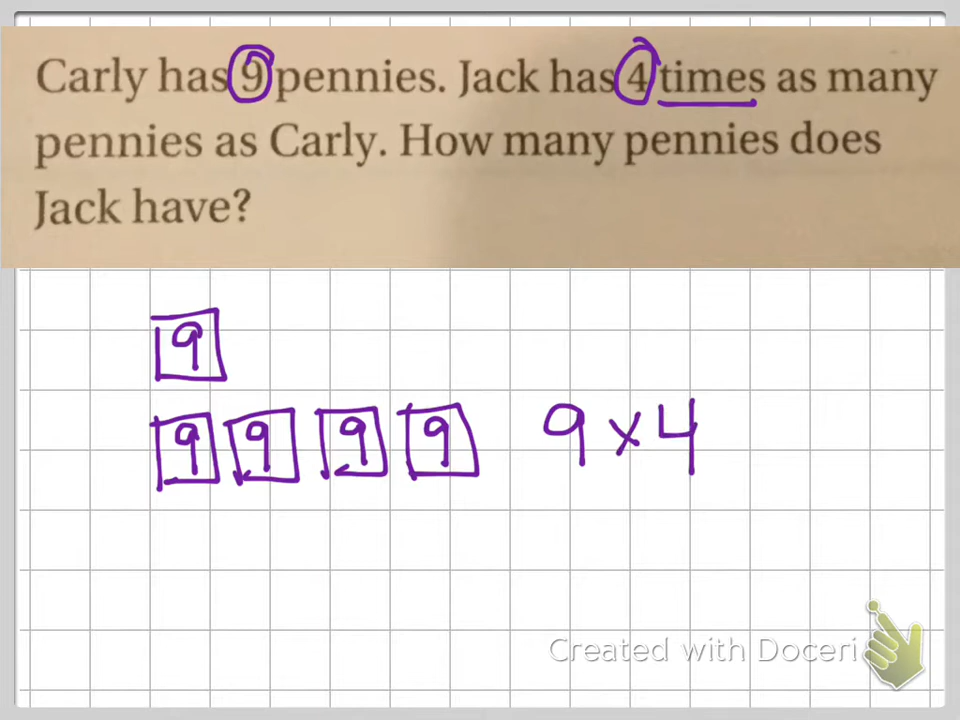 Carly has 9 pennies. Jack has 4 times as many
pennies as Carly. How many pennies does
Jack have?
9
9 9 9 9 9 x 4
Created with Doceri